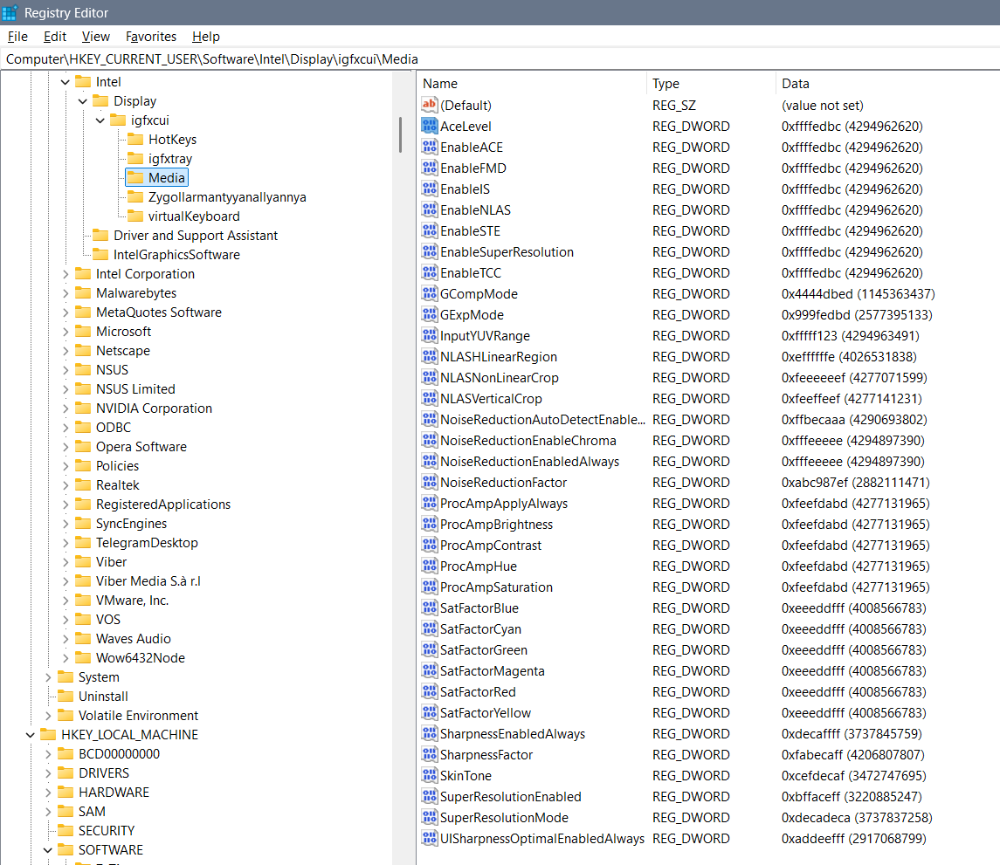 Registry Editor
File Edit View Favorites Help
Computer\HKEY_CURRENT_USER\Software\Intel\Display\igfxcui\Media
Intel
Display
igfxcui
HotKeys
igfxtray
Media
Zygollarmantyyanallyannya
virtualKeyboard
Driver and Support Assistant
IntelGraphicsSoftware
Intel Corporation
Malwarebytes
MetaQuotes Software
Microsoft
Netscape
NSUS
NSUS Limited
NVIDIA Corporation
ODBC
Opera Software
Policies
Realtek
RegisteredApplications
SyncEngines
TelegramDesktop
Viber
Viber Media S.à r.l
VMware, Inc.
VOS
Waves Audio
Wow6432Node
System
Uninstall
Volatile Environment
HKEY_LOCAL_MACHINE
BCD00000000
DRIVERS
HARDWARE
SAM
SECURITY
SOFTWARE
Name Type Data
(Default) REG_SZ (value not set)
AceLevel REG_DWORD 0xffffedbc (4294962620)
EnableACE REG_DWORD 0xffffedbc (4294962620)
EnableFMD REG_DWORD 0xffffedbc (4294962620)
EnableIS REG_DWORD 0xffffedbc (4294962620)
EnableNLAS REG_DWORD 0xffffedbc (4294962620)
EnableSTE REG_DWORD 0xffffedbc (4294962620)
EnableSuperResolution REG_DWORD 0xffffedbc (4294962620)
EnableTCC REG_DWORD 0xffffedbc (4294962620)
GCompMode REG_DWORD 0x4444dbed (1145363437)
GExpMode REG_DWORD 0x999fedbd (2577395133)
InputYUVRange REG_DWORD 0xfffff123 (4294963491)
NLASHLinearRegion REG_DWORD 0xeffffffe (4026531838)
NLASNonLinearCrop REG_DWORD 0xfeeeeeef (4277071599)
NLASVerticalCrop REG_DWORD 0xfeeffeef (4277141231)
NoiseReductionAutoDetectEnable... REG_DWORD 0xffbecaaa (4290693802)
NoiseReductionEnableChroma REG_DWORD 0xfffeeeee (4294897390)
NoiseReductionEnabledAlways REG_DWORD 0xfffeeeee (4294897390)
NoiseReductionFactor REG_DWORD 0xabc987ef (2882111471)
ProcAmpApplyAlways REG_DWORD 0xfeefdabd (4277131965)
ProcAmpBrightness REG_DWORD 0xfeefdabd (4277131965)
ProcAmpContrast REG_DWORD 0xfeefdabd (4277131965)
ProcAmpHue REG_DWORD 0xfeefdabd (4277131965)
ProcAmpSaturation REG_DWORD 0xfeefdabd (4277131965)
SatFactorBlue REG_DWORD 0xeeeddfff (4008566783)
SatFactorCyan REG_DWORD 0xeeeddfff (4008566783)
SatFactorGreen REG_DWORD 0xeeeddfff (4008566783)
SatFactorMagenta REG_DWORD 0xeeeddfff (4008566783)
SatFactorRed REG_DWORD 0xeeeddfff (4008566783)
SatFactorYellow REG_DWORD 0xeeeddfff (4008566783)
SharpnessEnabledAlways REG_DWORD 0xdecaffff (3737845759)
SharpnessFactor REG_DWORD 0xfabecaff (4206807807)
SkinTone REG_DWORD 0xcefdecaf (3472747695)
SuperResolutionEnabled REG_DWORD 0xbffaceff (3220885247)
SuperResolutionMode REG_DWORD 0xdecadeca (3737837258)
UISharpnessOptimalEnabledAlways REG_DWORD 0xaddeefff (2917068799)